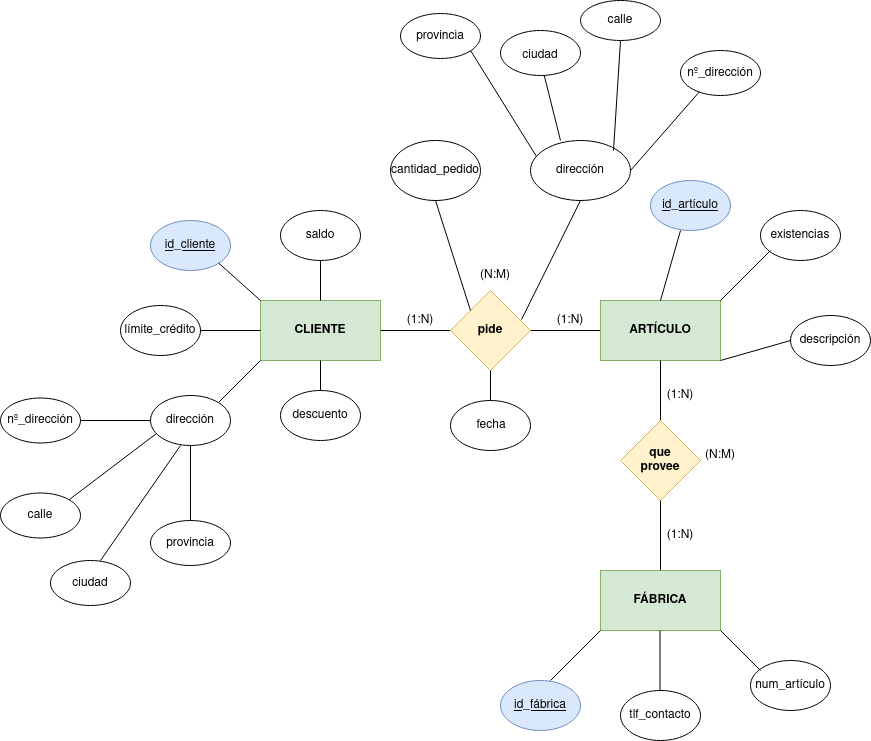 calle
provincia
ciudad
nº_dirección
cantidad_pedido
dirección
id_artículo
id_cliente
saldo
existencias
(N:M)
límite_crédito
CLIENTE
(1:N)
pide
(1:N)
ARTÍCULO
descripción
nº_dirección
dirección
descuento
fecha
(1:N)
que
provee
(N:M)
calle
provincia
(1:N)
ciudad
FÁBRICA
id_fábrica
tlf_contacto
num_artículo